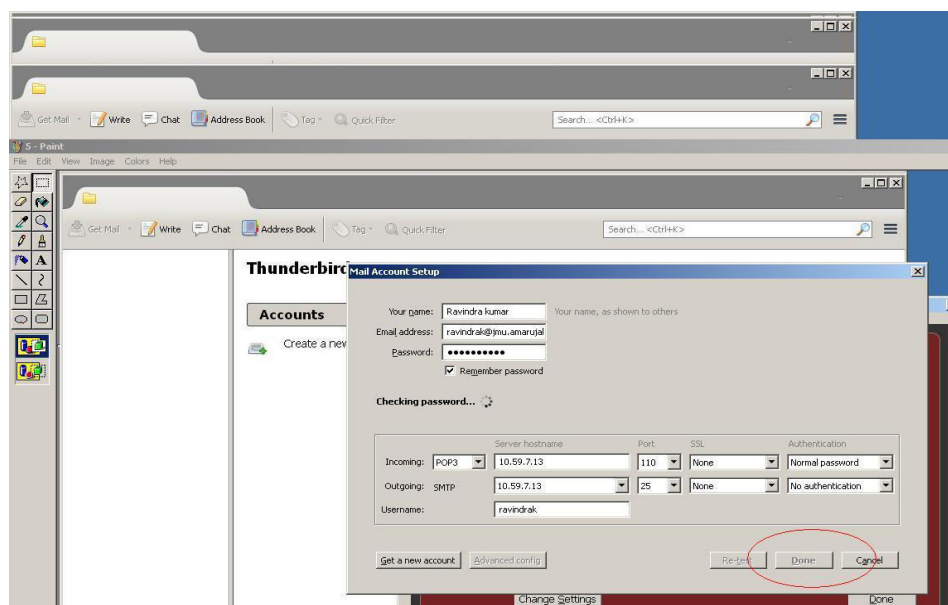 Get Mail Write Chat Address Book Tag Quick Filter Search... <Ctrl+K>
5 - Paint
File Edit View Image Colors Help
Get Mail Write Chat Address Book Tag Quick Filter Search... <Ctrl+K>
Thunderbird
Mail Account Setup
Accounts
Create a new
Your name: Ravindra kumar Your name, as shown to others
Email address: ravindrak@jmu.amarujal
Password: ●●●●●●●●●●
Remember password
Checking password...
Server hostname Port SSL Authentication
Incoming: POP3 10.59.7.13 110 None Normal password
Outgoing: SMTP 10.59.7.13 25 None No authentication
Username: ravindrak
Get a new account Advanced config Re-test Done Cancel
Change Settings Done